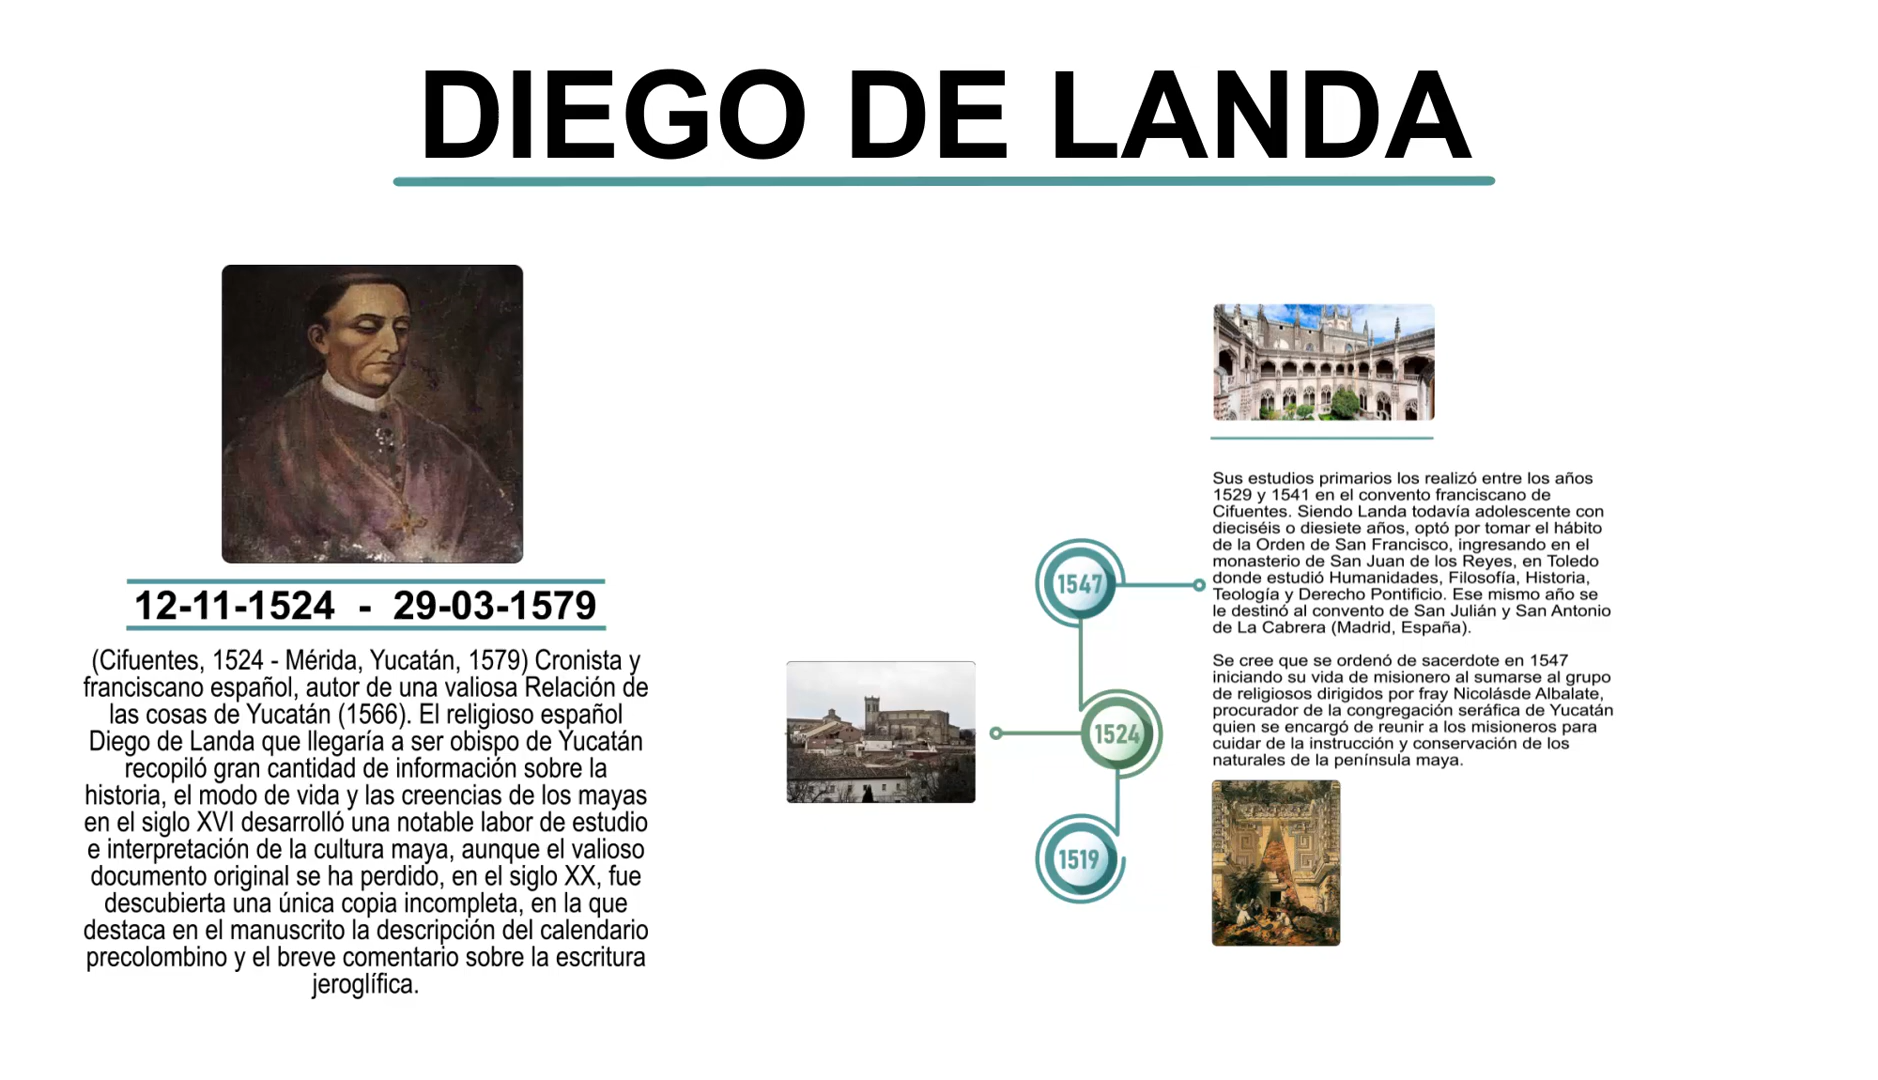 DIEGO DE LANDA
12-11-1524 - 29-03-1579
(Cifuentes, 1524 - Mérida, Yucatán, 1579) Cronista y
franciscano español, autor de una valiosa Relación de
las cosas de Yucatán (1566). El religioso español
Diego de Landa que llegaría a ser obispo de Yucatán
recopiló gran cantidad de información sobre la
historia, el modo de vida y las creencias de los mayas
en el siglo XVI desarrolló una notable labor de estudio
e interpretación de la cultura maya, aunque el valioso
documento original se ha perdido, en el siglo XX, fue
descubierta una única copia incompleta, en la que
destaca en el manuscrito la descripción del calendario
precolombino y el breve comentario sobre la escritura
jeroglífica.
1547
1524
1519
Sus estudios primarios los realizó entre los años
1529 y 1541 en el convento franciscano de
Cifuentes. Siendo Landa todavía adolescente con
dieciséis o diesiete años, optó por tomar el hábito
de la Orden de San Francisco, ingresando en el
monasterio de San Juan de los Reyes, en Toledo
donde estudió Humanidades, Filosofía, Historia,
Teología y Derecho Pontificio. Ese mismo año se
le destinó al convento de San Julián y San Antonio
de La Cabrera (Madrid, España).
Se cree que se ordenó de sacerdote en 1547
iniciando su vida de misionero al sumarse al grupo
de religiosos dirigidos por fray Nicolásde Albalate,
procurador de la congregación seráfica de Yucatán
quien se encargó de reunir a los misioneros para
cuidar de la instrucción y conservación de los
naturales de la península maya.